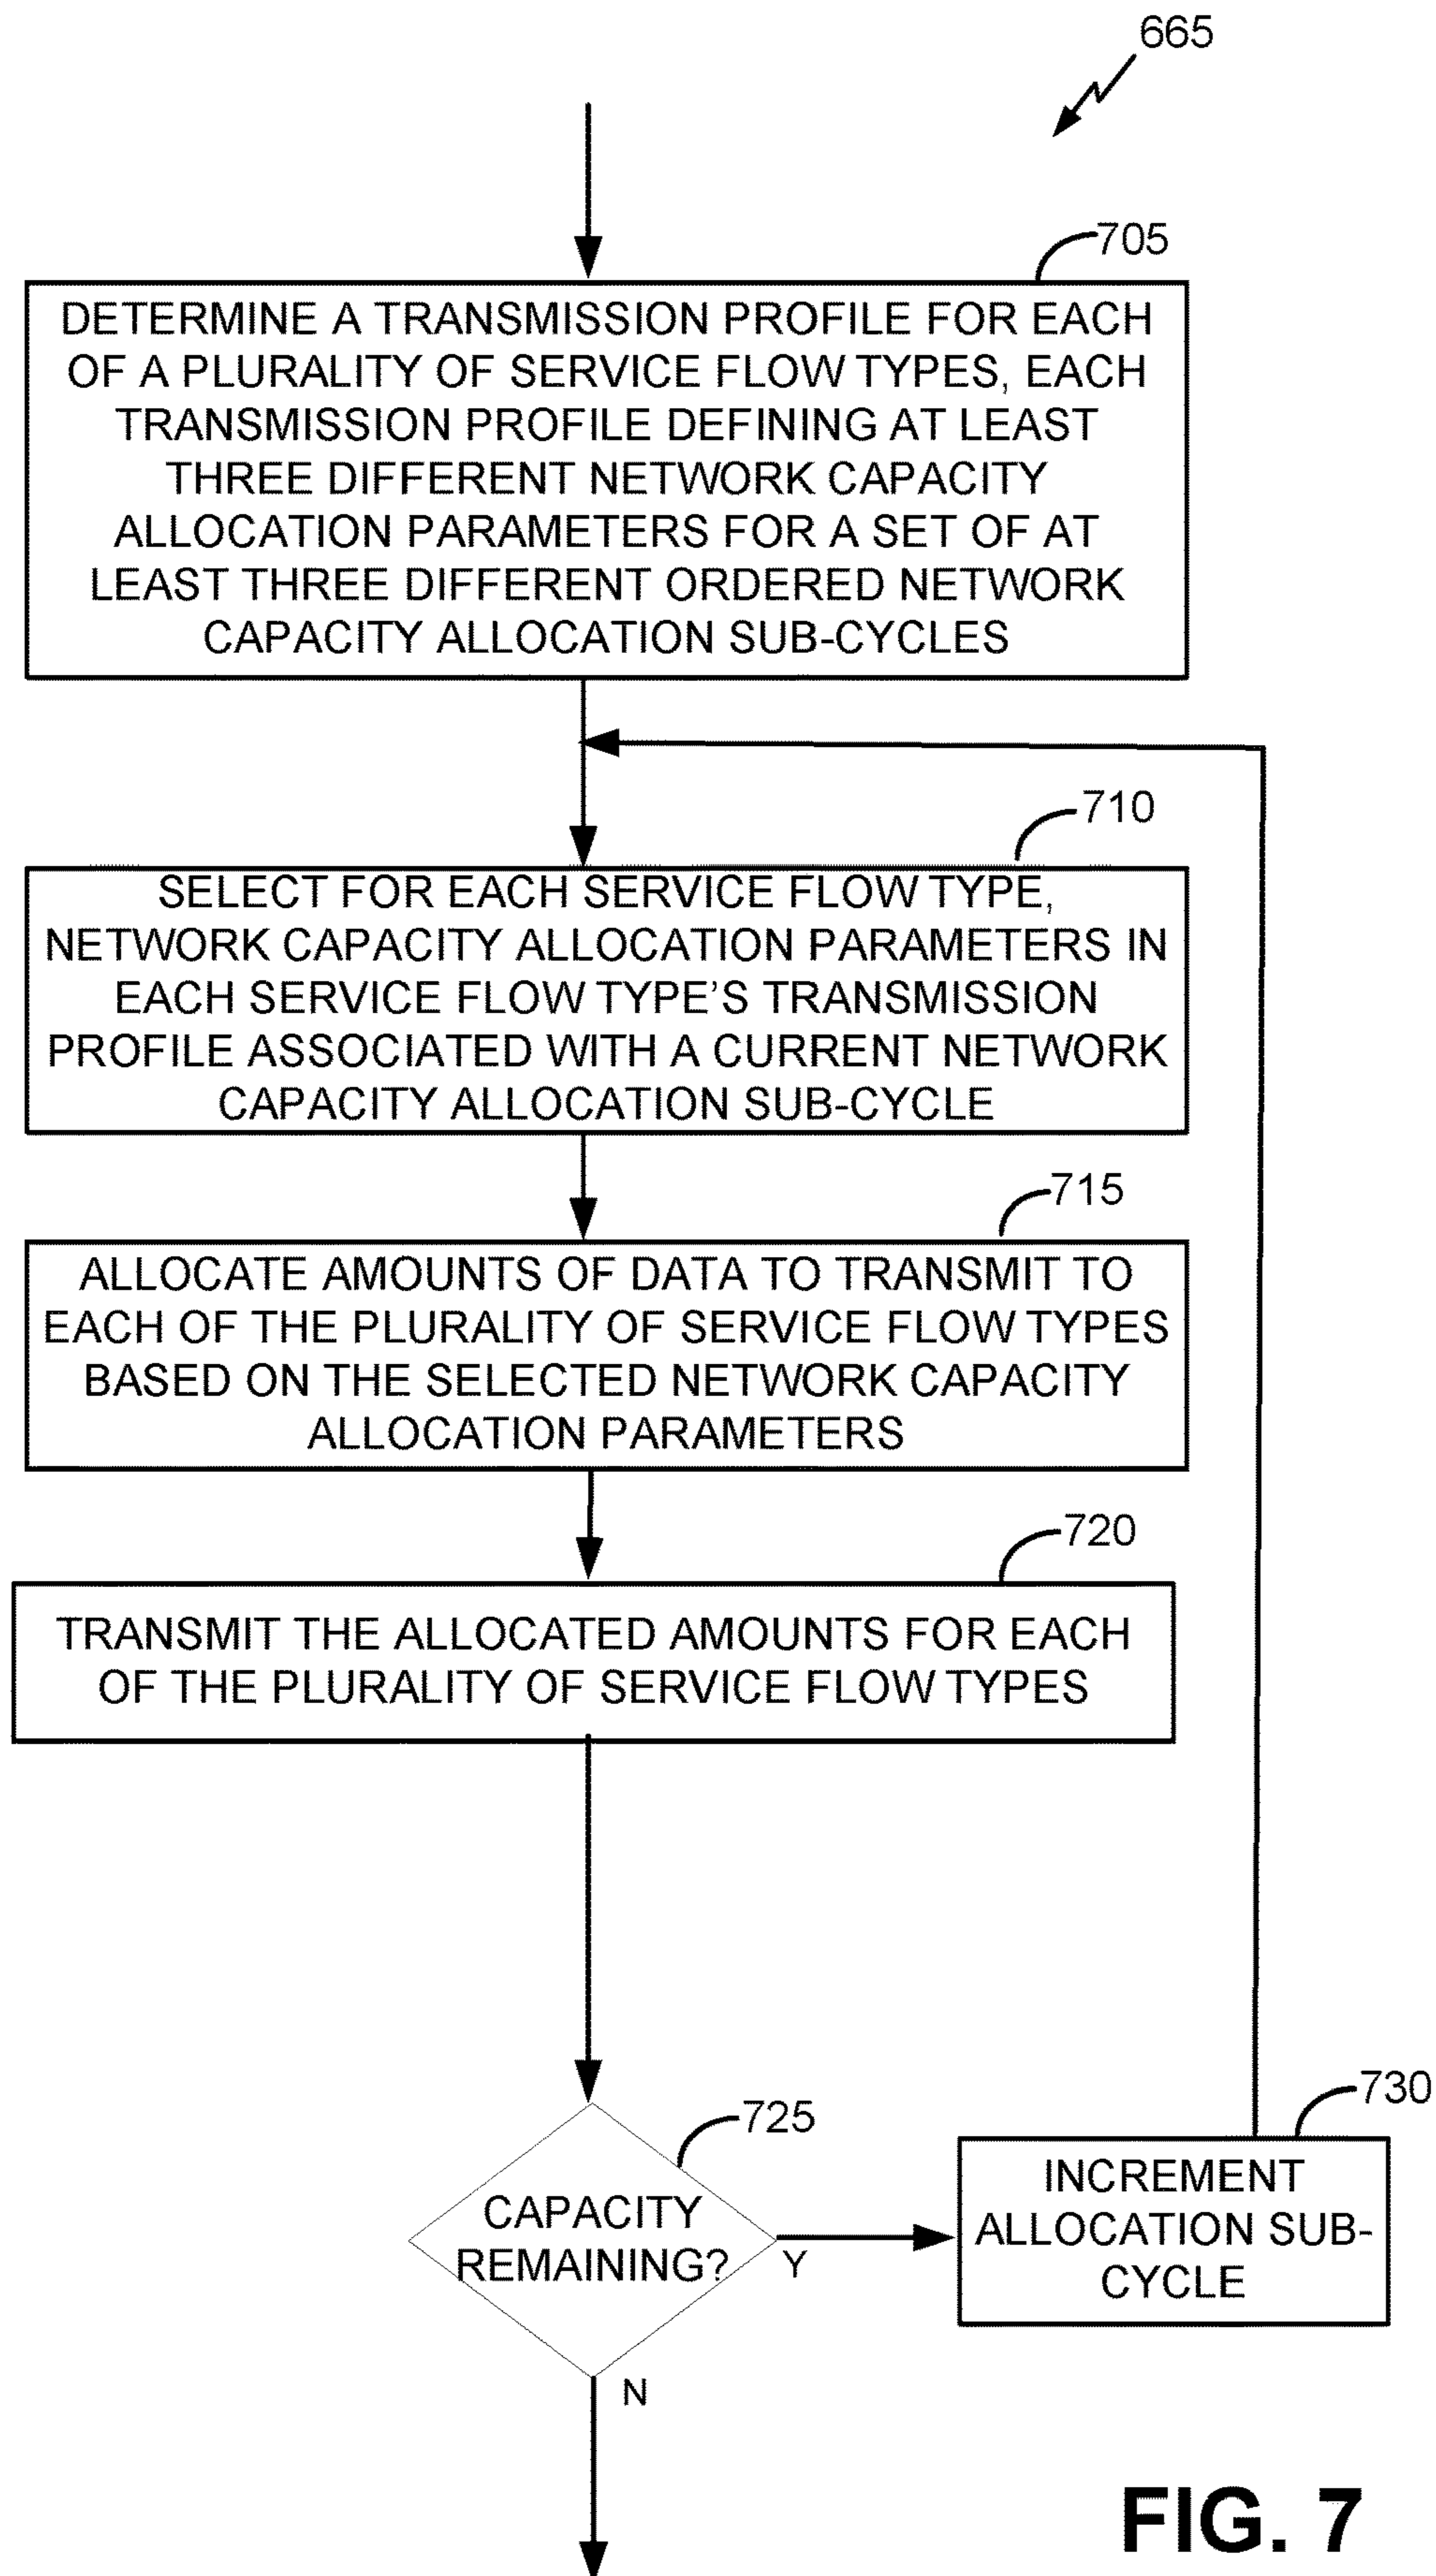 665
705
DETERMINE A TRANSMISSION PROFILE FOR EACH
OF A PLURALITY OF SERVICE FLOW TYPES, EACH
TRANSMISSION PROFILE DEFINING AT LEAST
THREE DIFFERENT NETWORK CAPACITY
ALLOCATION PARAMETERS FOR A SET OF AT
LEAST THREE DIFFERENT ORDERED NETWORK
CAPACITY ALLOCATION SUB-CYCLES
710
SELECT FOR EACH SERVICE FLOW TYPE,
NETWORK CAPACITY ALLOCATION PARAMETERS IN
EACH SERVICE FLOW TYPE'S TRANSMISSION
PROFILE ASSOCIATED WITH A CURRENT NETWORK
CAPACITY ALLOCATION SUB-CYCLE
715
ALLOCATE AMOUNTS OF DATA TO TRANSMIT TO
EACH OF THE PLURALITY OF SERVICE FLOW TYPES
BASED ON THE SELECTED NETWORK CAPACITY
ALLOCATION PARAMETERS
720
TRANSMIT THE ALLOCATED AMOUNTS FOR EACH
OF THE PLURALITY OF SERVICE FLOW TYPES
725
CAPACITY
REMAINING?
Y
730
INCREMENT
ALLOCATION SUB-
CYCLE
N
FIG. 7